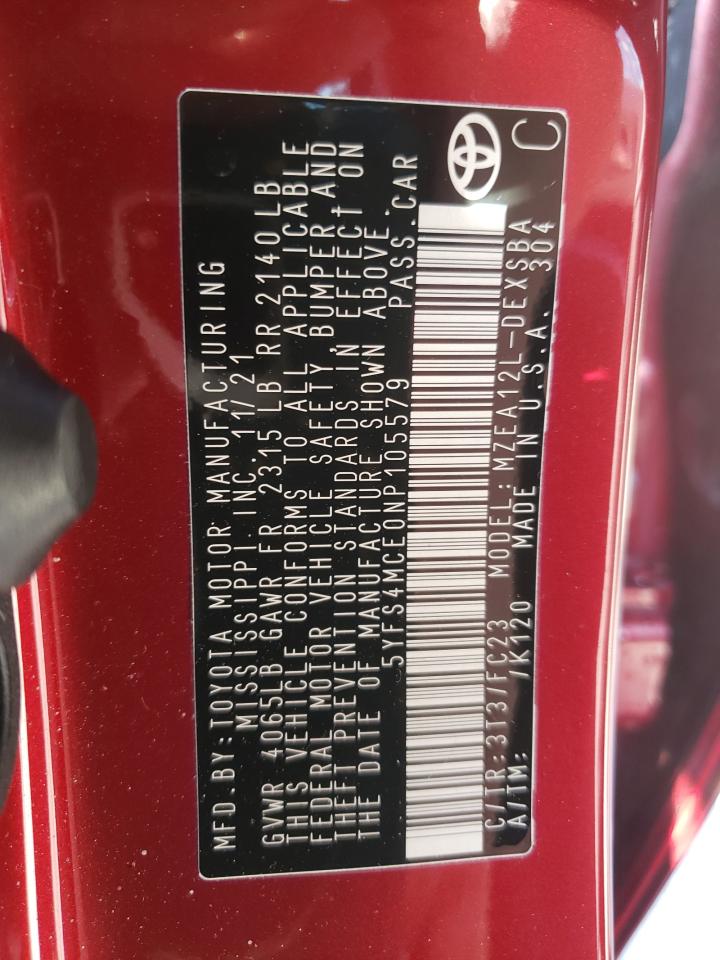 MFD.BY:TOYOTA MOTOR MANUFACTURING
MISSISSIPPI INC.11/21
GVWR 4065LB GAWR FR 2315 LB RR 2140LB
THIS VEHICLE CONFORMS TO ALL APPLICABLE
FEDERAL MOTOR VEHICLE SAFETY, BUMPER AND
THEFT PREVENTION STANDARDS IN EFFECT ON
THE DATE OF MANUFACTURE SHOWN ABOVE.
5YFS4MCE0NP105579 PASS.CAR
C/TR:3T3/FC23 MODEL:MZEA12L-DEXSBA
A/TM: /K120 MADE IN U.S.A. 304
C